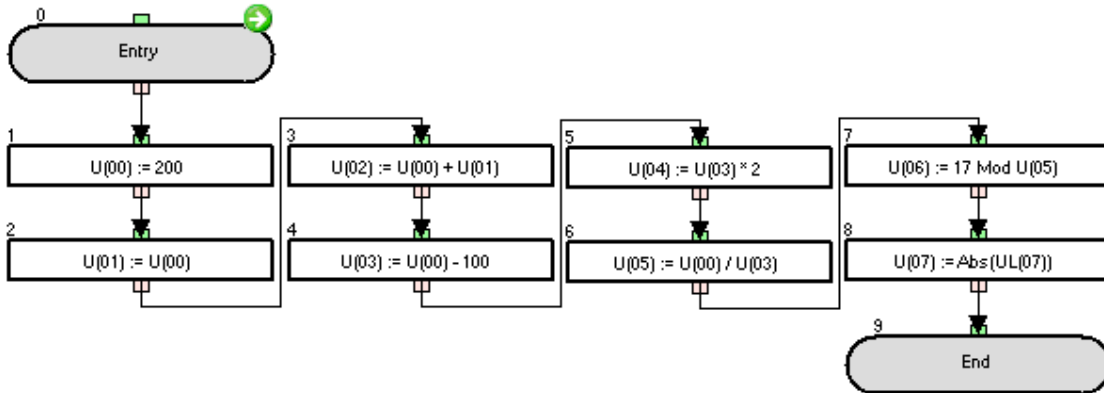 0
Entry
1
U(00) := 200
2
U(01) := U(00)
3
U(02) := U(00) + U(01)
4
U(03) := U(00) - 100
5
U(04) := U(03) * 2
6
U(05) := U(00) / U(03)
7
U(06) := 17 Mod U(05)
8
U(07) := Abs(UL(07))
9
End